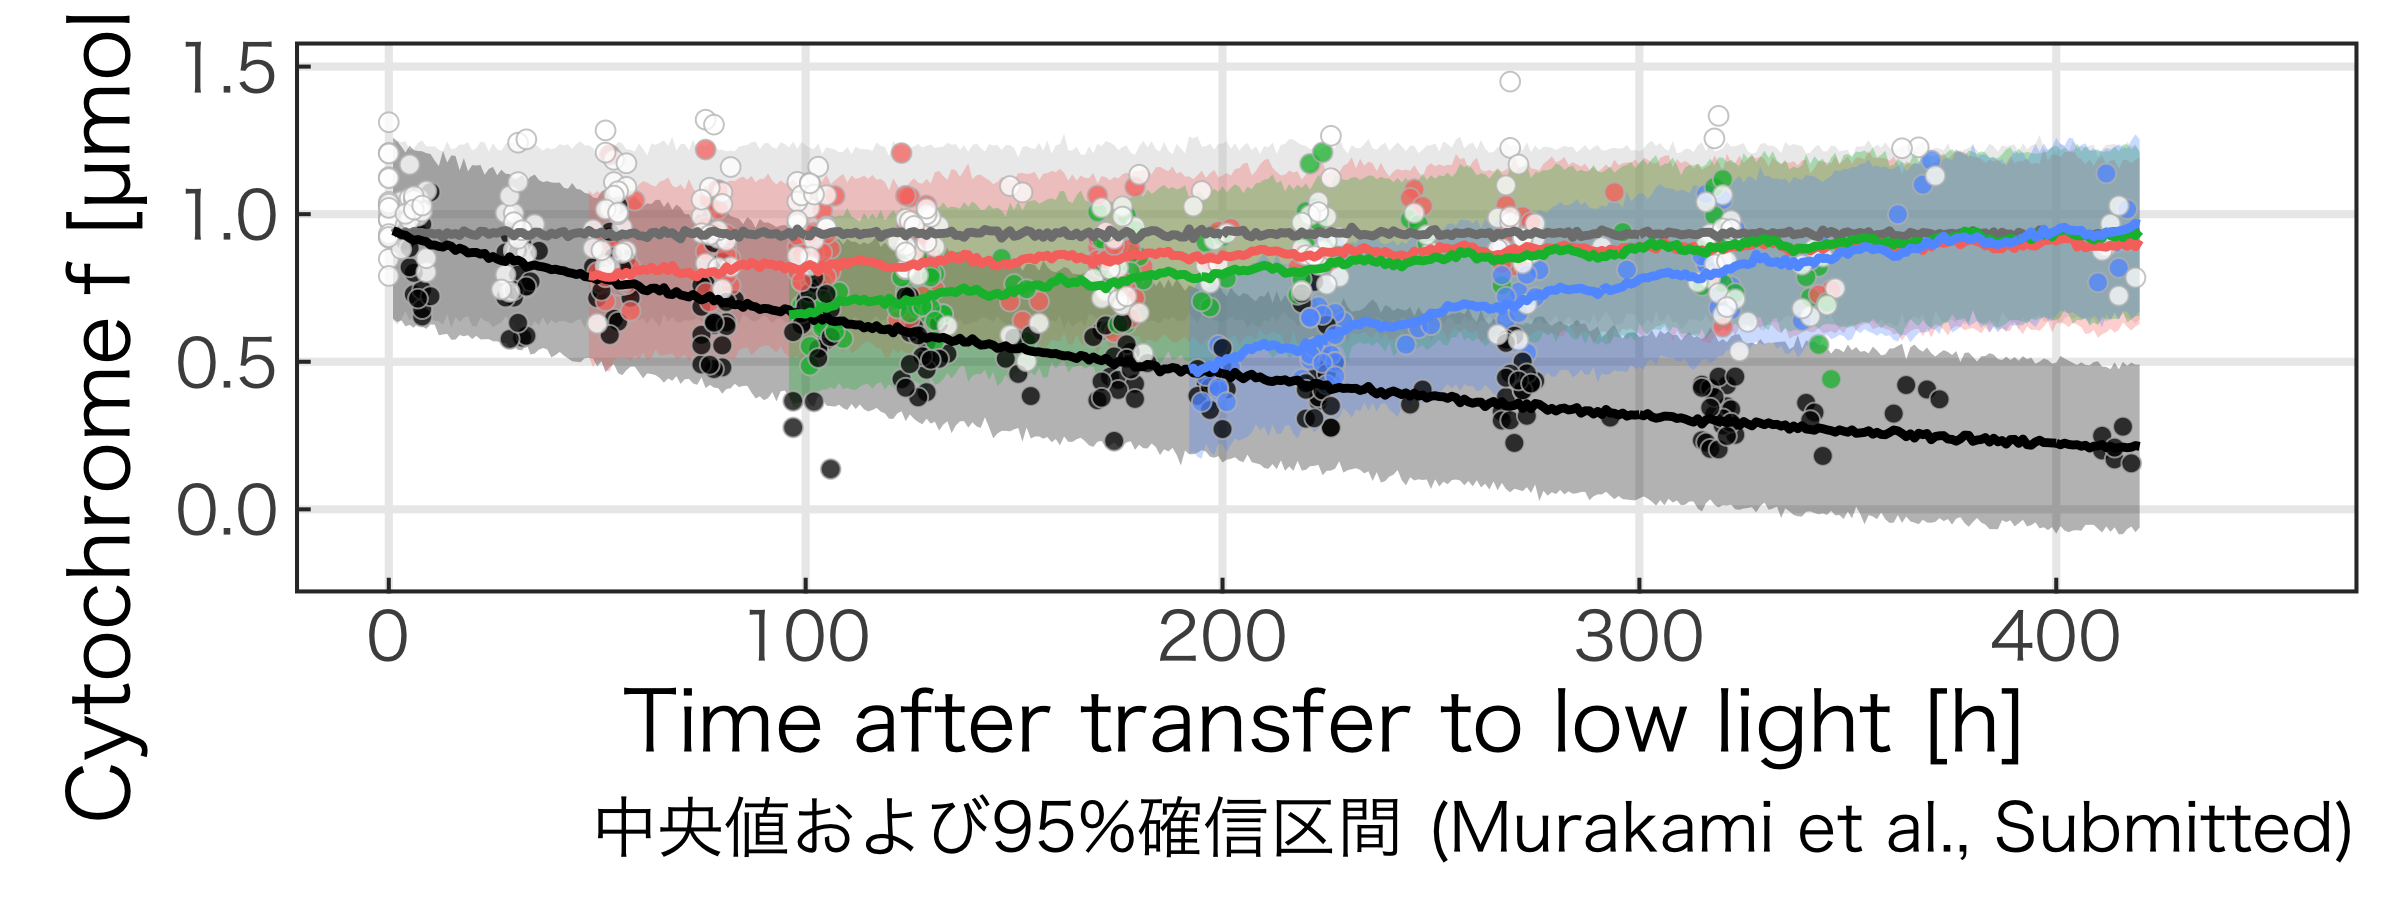 Cytochrome f [µmol
1.5
1.0
0.5
0.0
0 100 200 300 400
Time after transfer to low light [h]
中央値および95%確信区間 (Murakami et al., Submitted)